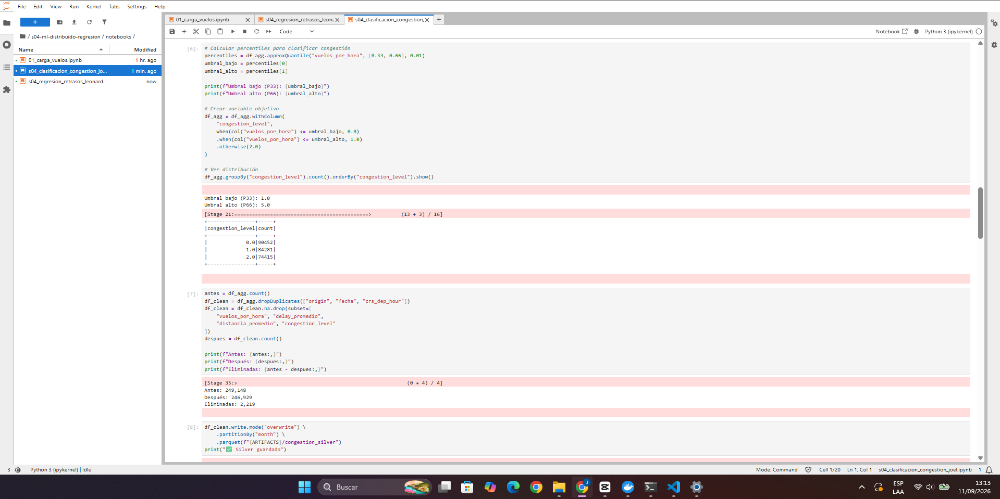 File Edit View Run Kernel Tabs Settings Help
/ s04-ml-distribuido-regresion / notebooks /
Name Modified
01_carga_vuelos.ipynb 1 hr. ago
s04_clasificacion_congestion_jo... 1 min. ago
s04_regresion_retrasos_leonard... now
01_carga_vuelos.ipynb
s04_regresion_retrasos_leona
s04_clasificacion_congestion_
Code
Notebook
Python 3 (ipykernel)
[6]:
# Calcular percentiles para clasificar congestión
percentiles = df_agg.approxQuantile("vuelos_por_hora", [0.33, 0.66], 0.01)
umbral_bajo = percentiles[0]
umbral_alto = percentiles[1]
print(f"Umbral bajo (P33): {umbral_bajo}")
print(f"Umbral alto (P66): {umbral_alto}")
# Crear variable objetivo
df_agg = df_agg.withColumn(
    "congestion_level",
    when(col("vuelos_por_hora") <= umbral_bajo, 0.0)
    .when(col("vuelos_por_hora") <= umbral_alto, 1.0)
    .otherwise(2.0)
)
# Ver distribución
df_agg.groupBy("congestion_level").count().orderBy("congestion_level").show()
Umbral bajo (P33): 1.0
Umbral alto (P66): 5.0
[Stage 21:=============================================>          (13 + 3) / 16]
+----------------+-----+
|congestion_level|count|
+----------------+-----+
|             0.0|90452|
|             1.0|84281|
|             2.0|74415|
+----------------+-----+
[7]:
antes = df_agg.count()
df_clean = df_agg.dropDuplicates(["origin", "fecha", "crs_dep_hour"])
df_clean = df_clean.na.drop(subset=[
    "vuelos_por_hora", "delay_promedio",
    "distancia_promedio", "congestion_level"
])
despues = df_clean.count()
print(f"Antes: {antes:,}")
print(f"Después: {despues:,}")
print(f"Eliminadas: {antes - despues:,}")
[Stage 35:>                                                         (0 + 4) / 4]
Antes: 249,148
Después: 246,929
Eliminadas: 2,219
[8]:
df_clean.write.mode("overwrite") \
    .partitionBy("month") \
    .parquet(f"{ARTIFACTS}/congestion_silver")
print("✅ Silver guardado")
3 Python 3 (ipykernel) | Idle
Mode: Command Cell 1/20 Ln 1, Col 1 s04_clasificacion_congestion_joel.ipynb 1
Buscar
J
ESP
LAA
13:13
11/09/2026